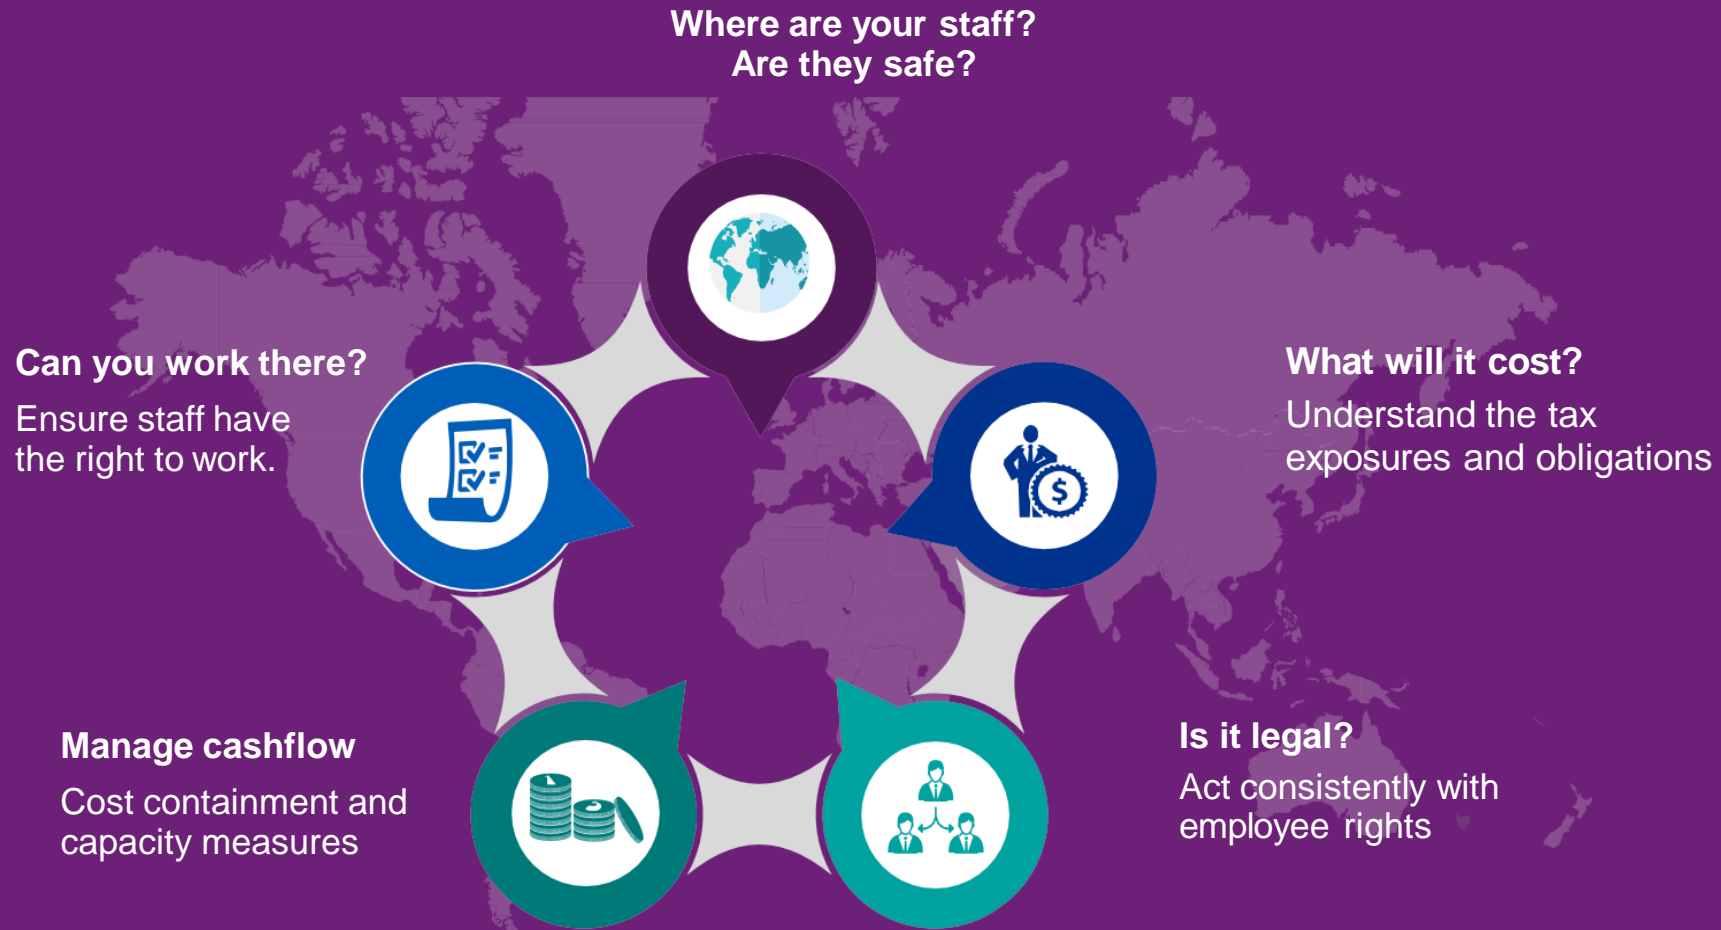 Where are your staff?
Are they safe?
Can you work there?
Ensure staff have
the right to work.
What will it cost?
Understand the tax
exposures and obligations
$
Manage cashflow
Cost containment and
capacity measures
Is it legal?
Act consistently with
employee rights